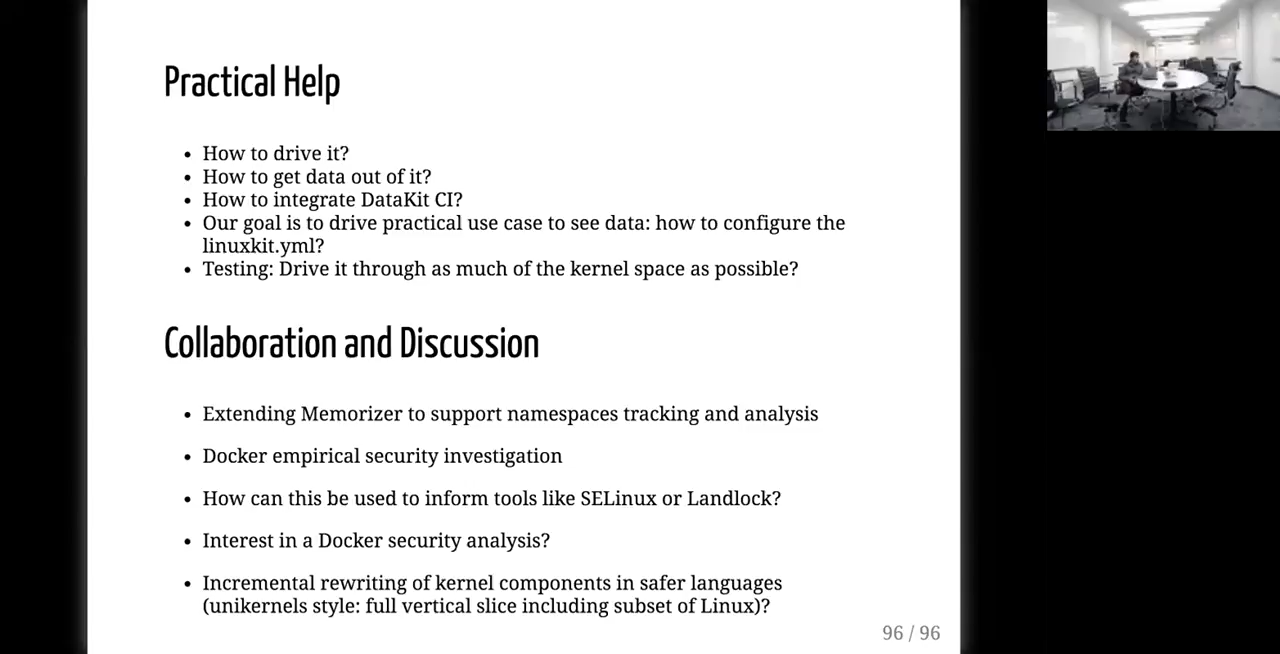 Practical Help
• How to drive it?
• How to get data out of it?
• How to integrate DataKit CI?
• Our goal is to drive practical use case to see data: how to configure the
linuxkit.yml?
• Testing: Drive it through as much of the kernel space as possible?
Collaboration and Discussion
• Extending Memorizer to support namespaces tracking and analysis
• Docker empirical security investigation
• How can this be used to inform tools like SELinux or Landlock?
• Interest in a Docker security analysis?
• Incremental rewriting of kernel components in safer languages
(unikernels style: full vertical slice including subset of Linux)?
96 / 96